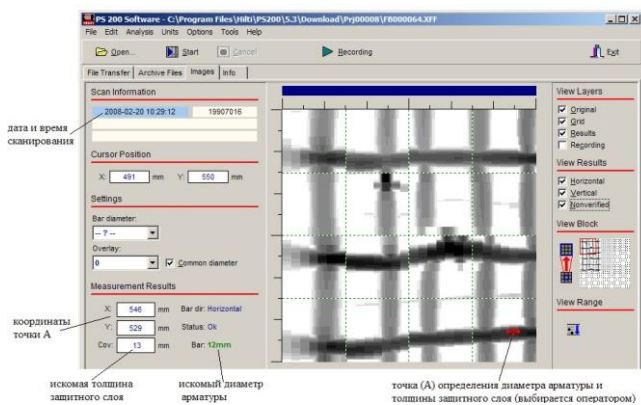 PS 200 Software - C:\Program Files\Hilti\PS200\5.3\Download\Prj00008\FB000064.XFF
File Edit Analysis Units Options Tools Help
Open... Start Cancel Recording Exit
File Transfer Archive Files Images Info
Scan Information
2006-02-20 10:29:12 19907016
дата и время
сканирования
Cursor Position
X: 491 mm Y: 550 mm
Settings
Bar diameter:
-- ? --
Overlay:
0 Common diameter
Measurement Results
X: 546 mm Bar dir: Horizontal
Y: 529 mm Status: Ok
Cov: 13 mm Bar: 12mm
координаты
точки A
View Layers
Original
Grid
Results
Recording
View Results
Horizontal
Vertical
Nonverified
View Block
View Range
искомая толщина
защитного слоя
искомый диаметр
арматуры
точка (A) определения диаметра арматуры и
толщины защитного слоя (выбирается оператором)